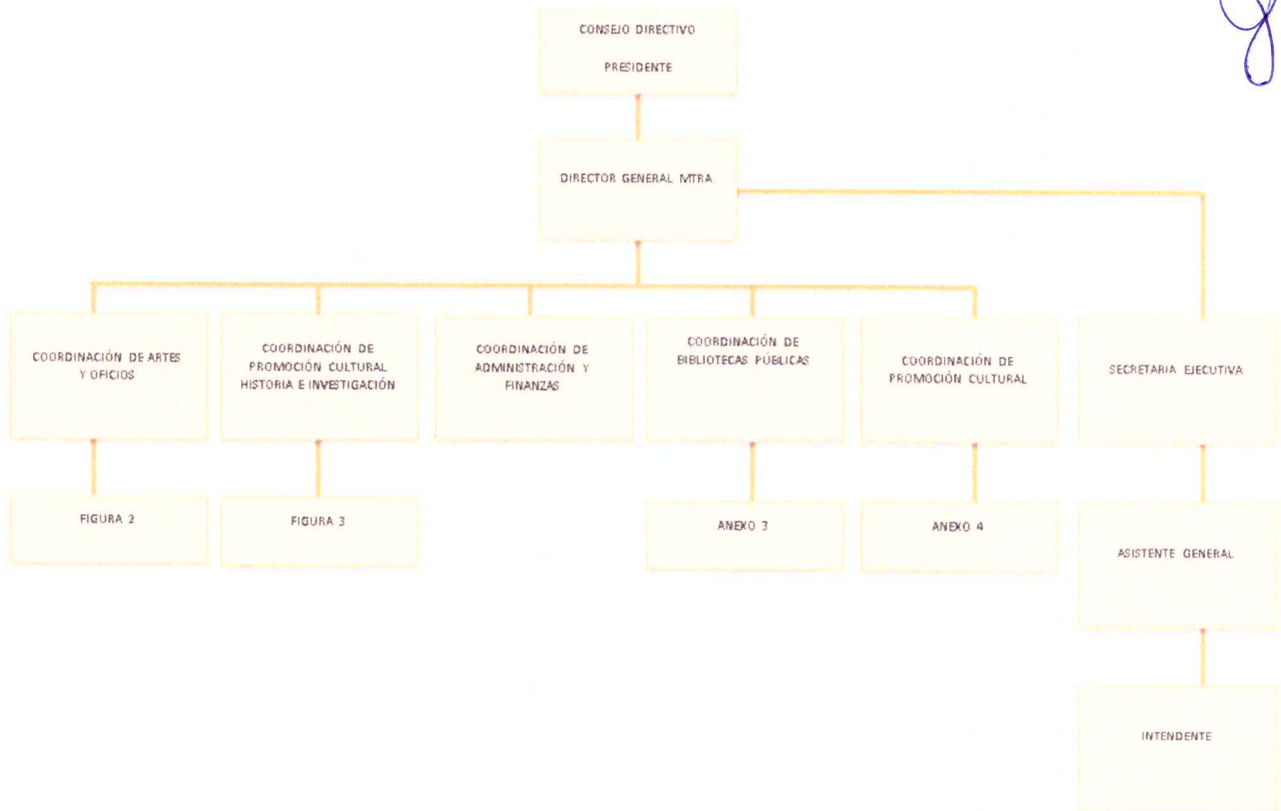 CONSEJO DIRECTIVO
PRESIDENTE
DIRECTOR GENERAL MTRA.
COORDINACIÓN DE ARTES
Y OFICIOS
COORDINACIÓN DE
PROMOCIÓN CULTURAL
HISTORIA E INVESTIGACIÓN
COORDINACIÓN DE
ADMINISTRACIÓN Y
FINANZAS
COORDINACIÓN DE
BIBLIOTECAS PÚBLICAS
COORDINACIÓN DE
PROMOCIÓN CULTURAL
SECRETARIA EJECUTIVA
FIGURA 2
FIGURA 3
ANEXO 3
ANEXO 4
ASISTENTE GENERAL
INTENDENTE